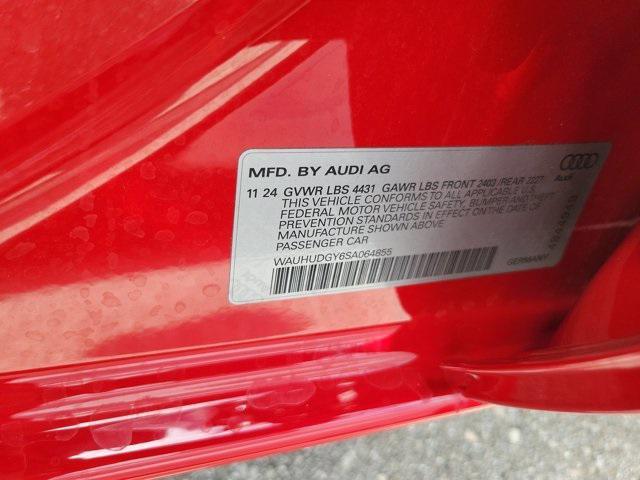 MFD. BY AUDI AG
11 24 GVWR LBS 4431 GAWR LBS FRONT 2403 /REAR 2227
THIS VEHICLE CONFORMS TO ALL APPLICABLE U.S.
FEDERAL MOTOR VEHICLE SAFETY, BUMPER AND THEFT
PREVENTION STANDARDS IN EFFECT ON THE DATE OF
MANUFACTURE SHOWN ABOVE
PASSENGER CAR
WAUHUDGY6SA064855
GERMANY
Audi